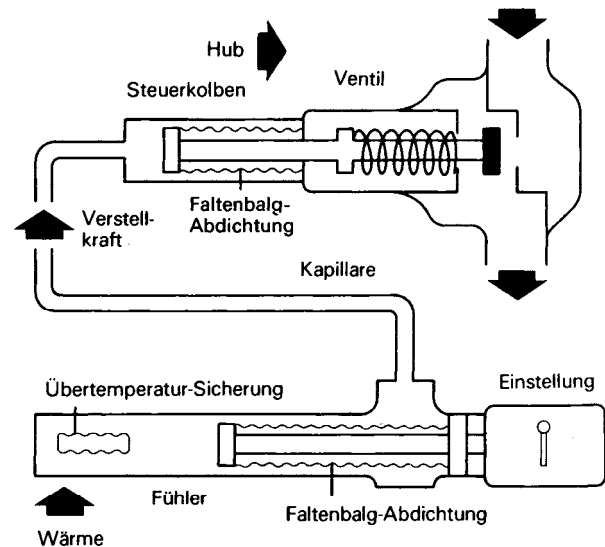 Hub
Ventil
Steuerkolben
Faltenbalg-
Abdichtung
Verstell-
kraft
Kapillare
Übertemperatur-Sicherung
Einstellung
Fühler
Faltenbalg-Abdichtung
Wärme